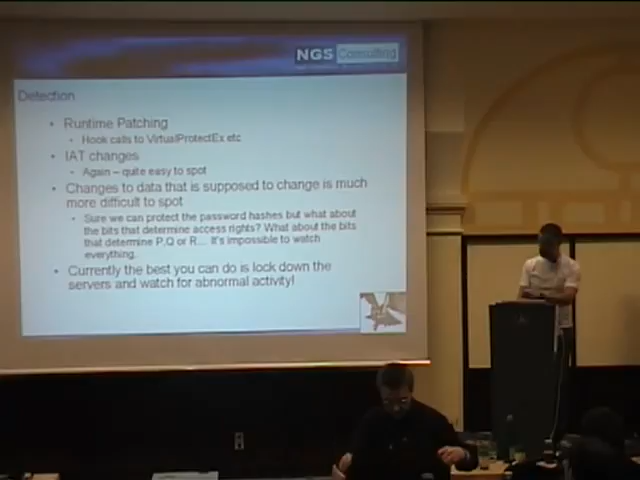 NGS Consulting
Detection
• Runtime Patching
• Hook calls to VirtualProtectEx etc
• IAT changes
• Again – quite easy to spot
• Changes to data that is supposed to change is much
more difficult to spot
• Sure we can protect the password hashes but what about
the bits that determine access rights? What about the bits
that determine P,Q or R... It's impossible to watch
everything.
• Currently the best you can do is lock down the
servers and watch for abnormal activity!